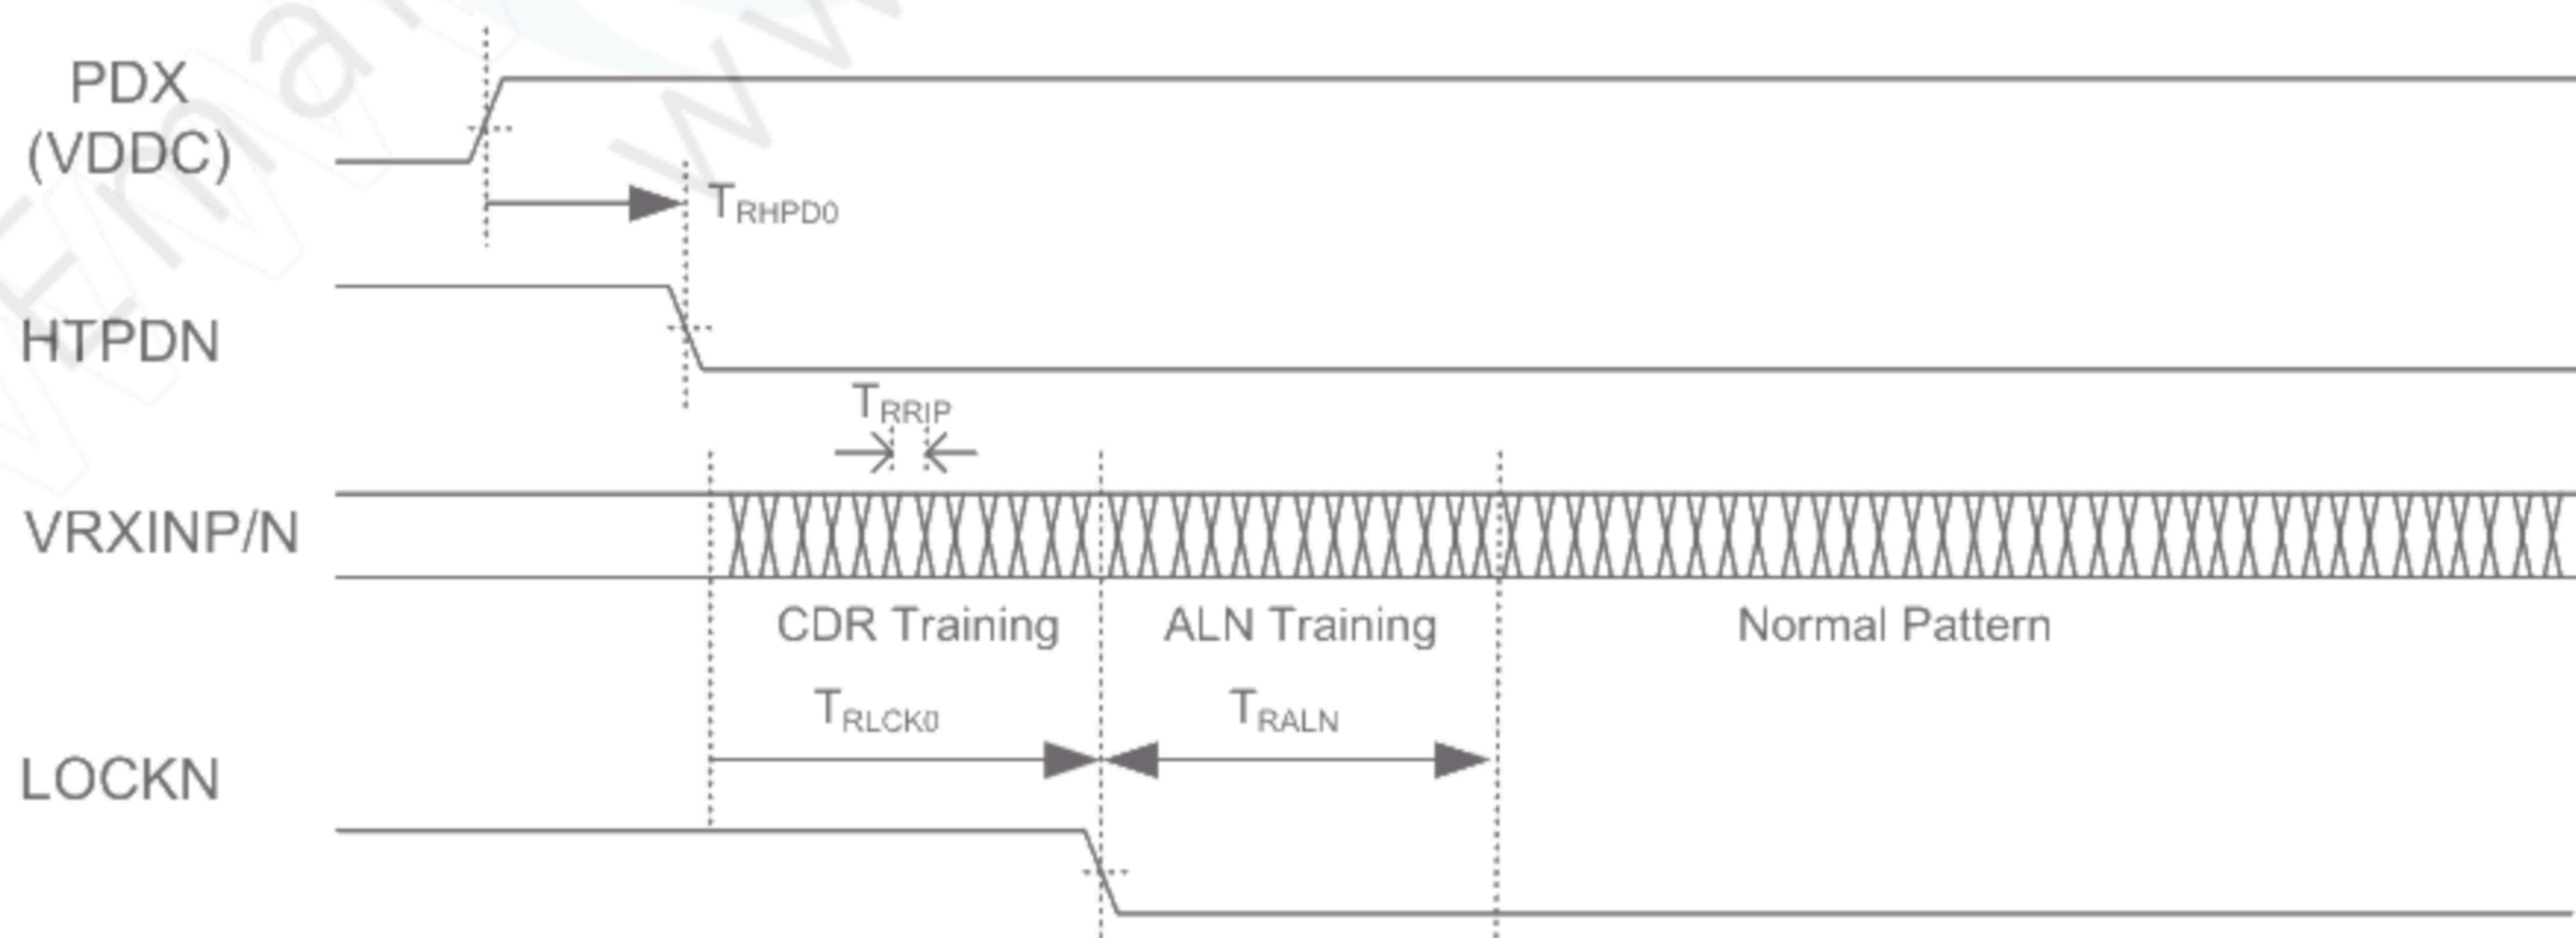 PDX
(VDDC)
TRHPD0
HTPDN
TRRIP
VRXINP/N
CDR Training
ALN Training
Normal Pattern
TRLCK0
TRALN
LOCKN